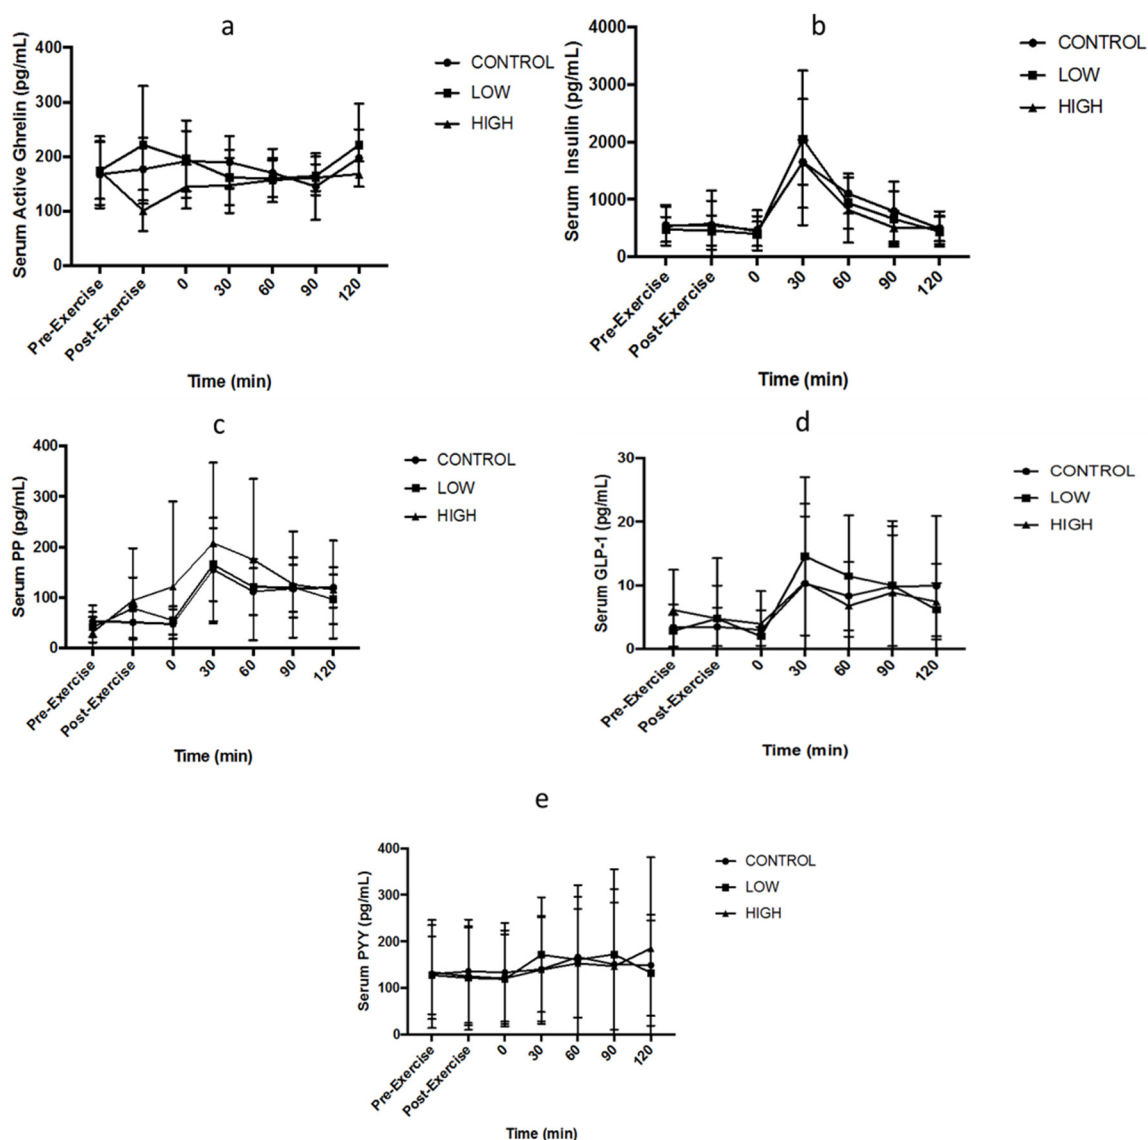 a
Serum Active Ghrelin (pg/mL)
400
300
200
100
0
Pre-Exercise
Post-Exercise
0
30
60
90
120
Time (min)
CONTROL
LOW
HIGH
b
Serum Insulin (pg/mL)
4000
3000
2000
1000
0
Pre-Exercise
Post-Exercise
0
30
60
90
120
Time (min)
CONTROL
LOW
HIGH
c
Serum PP (pg/mL)
400
300
200
100
0
Pre-Exercise
Post-Exercise
0
30
60
90
120
Time (min)
CONTROL
LOW
HIGH
d
Serum GLP-1 (pg/mL)
30
20
10
0
Pre-Exercise
Post-Exercise
0
30
60
90
120
Time (min)
CONTROL
LOW
HIGH
e
Serum PYY (pg/mL)
400
300
200
100
0
Pre-Exercise
Post-Exercise
0
30
60
90
120
Time (min)
CONTROL
LOW
HIGH